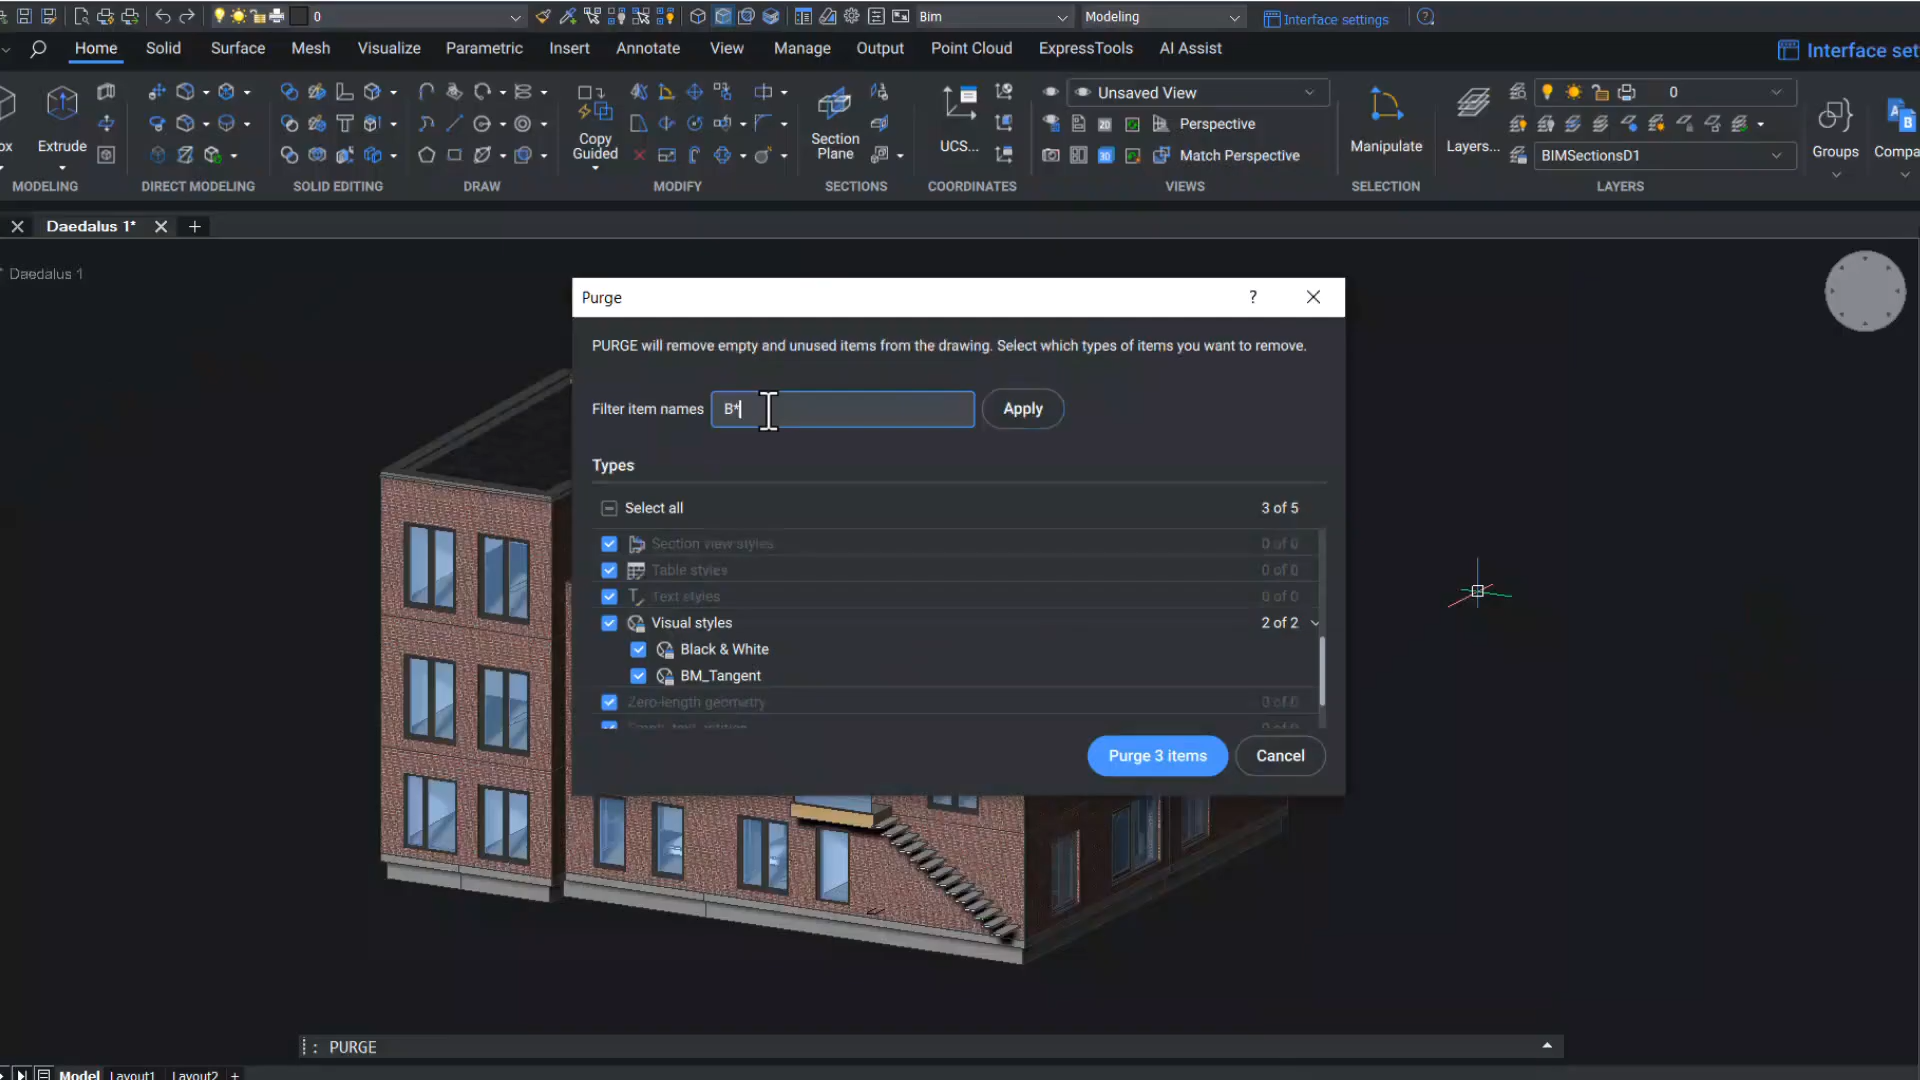 0
Bim
Modeling
Interface settings
Home
Solid
Surface
Mesh
Visualize
Parametric
Insert
Annotate
View
Manage
Output
Point Cloud
ExpressTools
AI Assist
Interface set
ox
Extrude
Copy
Guided
Section
Plane
UCS...
Unsaved View
Perspective
Match Perspective
Manipulate
Layers...
0
BIMSectionsD1
Groups
Compa
MODELING
DIRECT MODELING
SOLID EDITING
DRAW
MODIFY
SECTIONS
COORDINATES
VIEWS
SELECTION
LAYERS
Daedalus 1*
Daedalus 1
Purge
?
PURGE will remove empty and unused items from the drawing. Select which types of items you want to remove.
Filter item names
B*
Apply
Types
Select all
3 of 5
Section view styles
0 of 0
Table styles
0 of 0
Text styles
0 of 0
Visual styles
2 of 2
Black & White
BM_Tangent
Zero-length geometry
0 of 0
Purge 3 items
Cancel
: PURGE
Model
Layout1
Layout2
+